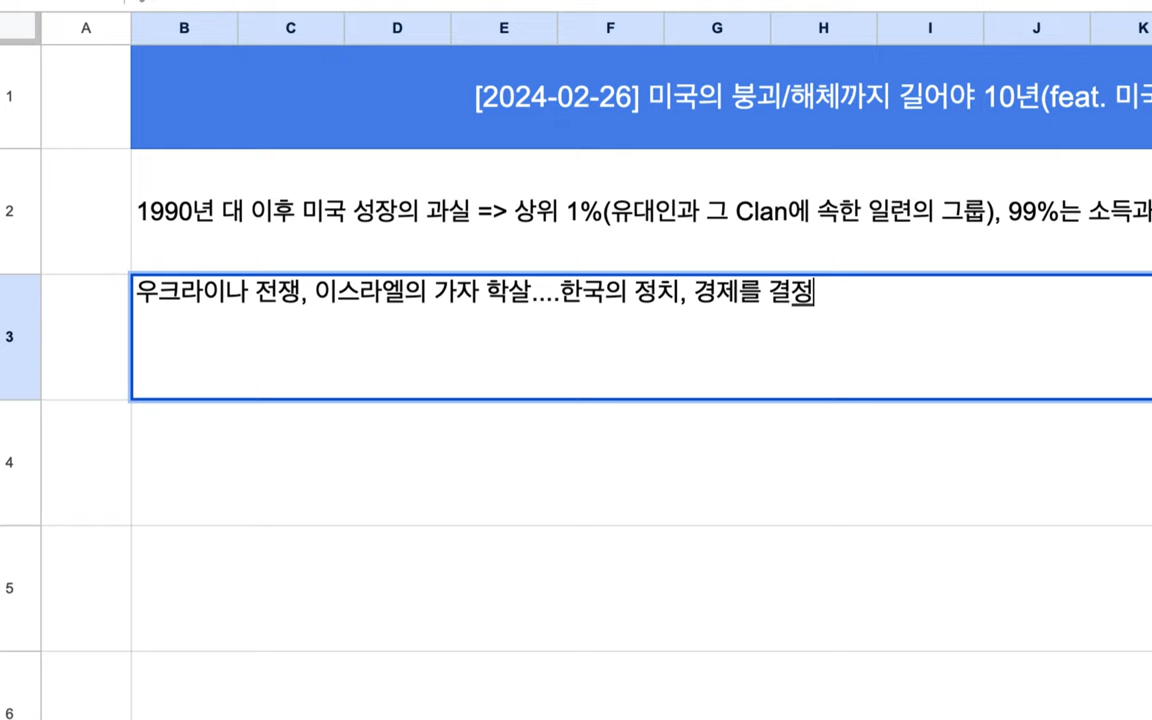 A B C D E F G H I J K
1
[2024-02-26] 미국의 붕괴/해체까지 길어야 10년(feat. 미국
2
1990년 대 이후 미국 성장의 과실 => 상위 1%(유대인과 그 Clan에 속한 일련의 그룹), 99%는 소득과
3
우크라이나 전쟁, 이스라엘의 가자 학살....한국의 정치, 경제를 결정
4
5
6